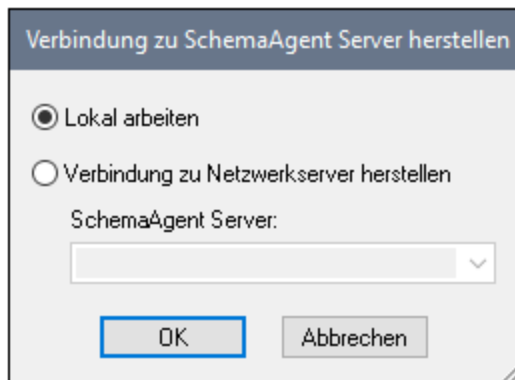 Verbindung zu SchemaAgent Server herstellen
Lokal arbeiten
Verbindung zu Netzwerkserver herstellen
SchemaAgent Server:
OK
Abbrechen